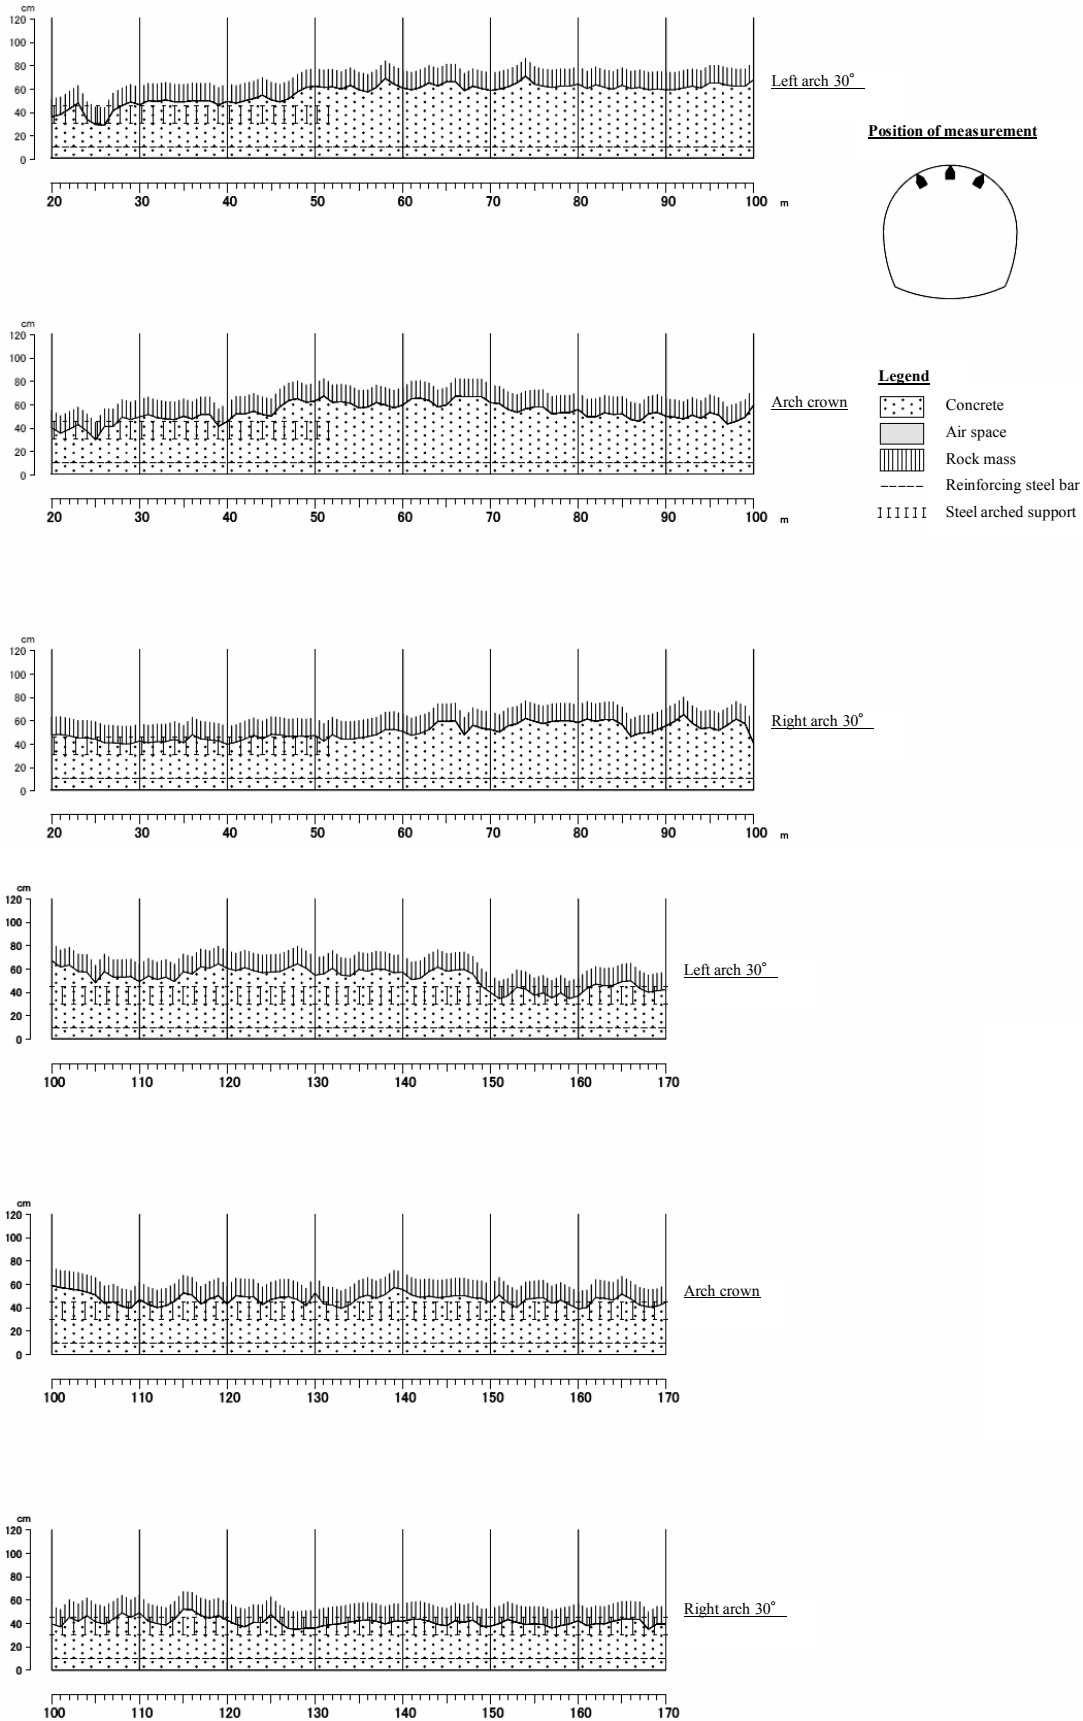 cm
120
100
80
60
40
20
0
Left arch 30°
20 30 40 50 60 70 80 90 100 m
Position of measurement
cm
120
100
80
60
40
20
0
Arch crown
20 30 40 50 60 70 80 90 100 m
Legend
Concrete
Air space
Rock mass
Reinforcing steel bar
Steel arched support
cm
120
100
80
60
40
20
0
Right arch 30°
20 30 40 50 60 70 80 90 100 m
cm
120
100
80
60
40
20
0
Left arch 30°
100 110 120 130 140 150 160 170
cm
120
100
80
60
40
20
0
Arch crown
100 110 120 130 140 150 160 170
cm
120
100
80
60
40
20
0
Right arch 30°
100 110 120 130 140 150 160 170